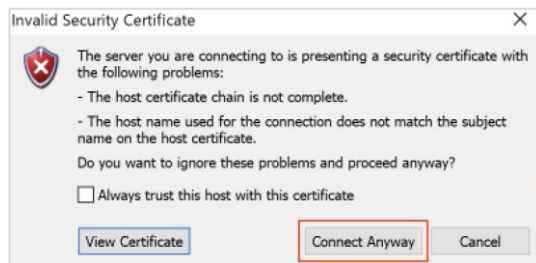 Invalid Security Certificate
The server you are connecting to is presenting a security certificate with
the following problems:
- The host certificate chain is not complete.
- The host name used for the connection does not match the subject
name on the host certificate.
Do you want to ignore these problems and proceed anyway?
Always trust this host with this certificate
View Certificate
Connect Anyway
Cancel